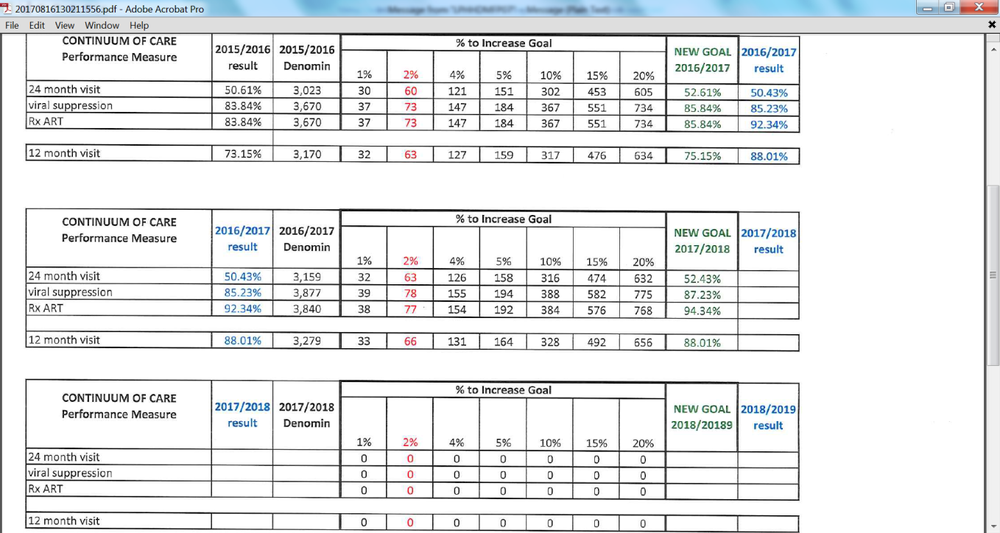 20170816130211556.pdf - Adobe Acrobat Pro
File Edit View Window Help
CONTINUUM OF CARE Performance Measure 2015/2016 result 2015/2016 Denomin % to Increase Goal NEW GOAL 2016/2017 2016/2017 result
1% 2% 4% 5% 10% 15% 20%
24 month visit 50.61% 3,023 30 60 121 151 302 453 605 52.61% 50.43%
viral suppression 83.84% 3,670 37 73 147 184 367 551 734 85.84% 85.23%
Rx ART 83.84% 3,670 37 73 147 184 367 551 734 85.84% 92.34%
12 month visit 73.15% 3,170 32 63 127 159 317 476 634 75.15% 88.01%
CONTINUUM OF CARE Performance Measure 2016/2017 result 2016/2017 Denomin % to Increase Goal NEW GOAL 2017/2018 2017/2018 result
1% 2% 4% 5% 10% 15% 20%
24 month visit 50.43% 3,159 32 63 126 158 316 474 632 52.43%
viral suppression 85.23% 3,877 39 78 155 194 388 582 775 87.23%
Rx ART 92.34% 3,840 38 77 154 192 384 576 768 94.34%
12 month visit 88.01% 3,279 33 66 131 164 328 492 656 88.01%
CONTINUUM OF CARE Performance Measure 2017/2018 result 2017/2018 Denomin % to Increase Goal NEW GOAL 2018/20189 2018/2019 result
1% 2% 4% 5% 10% 15% 20%
24 month visit 0 0 0 0 0 0 0
viral suppression 0 0 0 0 0 0 0
Rx ART 0 0 0 0 0 0 0
12 month visit 0 0 0 0 0 0 0